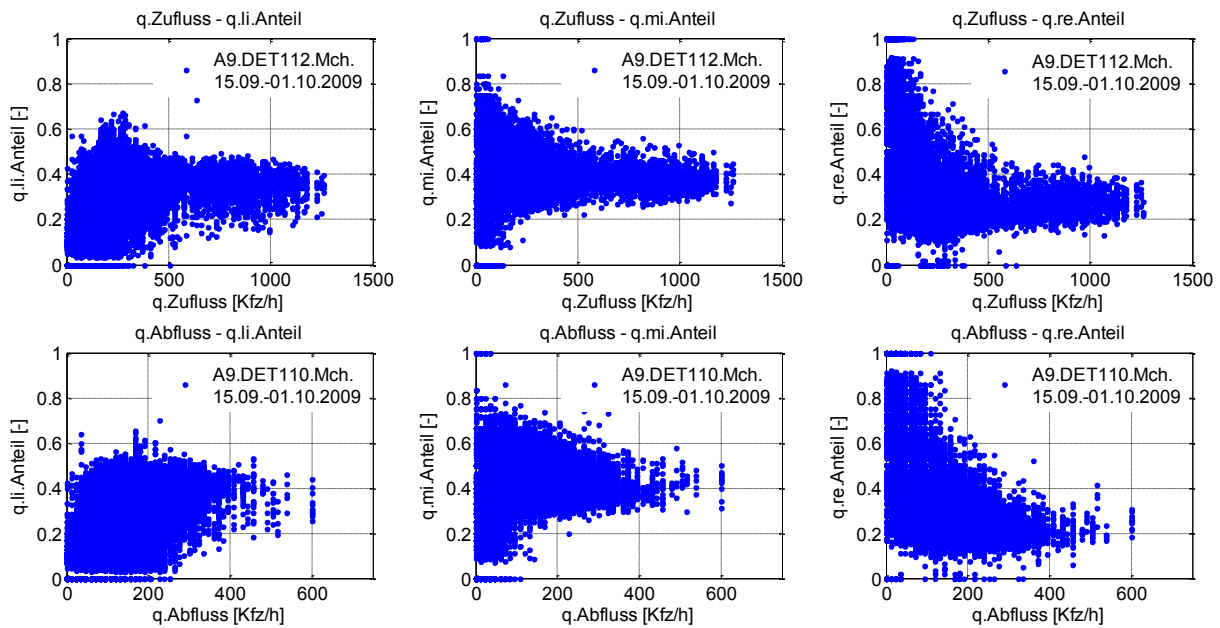 q.Zufluss - q.li.Anteil
q.Zufluss - q.mi.Anteil
q.Zufluss - q.re.Anteil
A9.DET112.Mch.
15.09.-01.10.2009
1
0.8
0.6
0.4
0.2
0
q.li.Anteil [-]
0 500 1000 1500
q.Zufluss [Kfz/h]
A9.DET112.Mch.
15.09.-01.10.2009
1
0.8
0.6
0.4
0.2
0
q.mi.Anteil [-]
0 500 1000 1500
q.Zufluss [Kfz/h]
A9.DET112.Mch.
15.09.-01.10.2009
1
0.8
0.6
0.4
0.2
0
q.re.Anteil [-]
0 500 1000 1500
q.Zufluss [Kfz/h]
q.Abfluss - q.li.Anteil
q.Abfluss - q.mi.Anteil
q.Abfluss - q.re.Anteil
A9.DET110.Mch.
15.09.-01.10.2009
1
0.8
0.6
0.4
0.2
0
q.li.Anteil [-]
0 200 400 600
q.Abfluss [Kfz/h]
A9.DET110.Mch.
15.09.-01.10.2009
1
0.8
0.6
0.4
0.2
0
q.mi.Anteil [-]
0 200 400 600
q.Abfluss [Kfz/h]
A9.DET110.Mch.
15.09.-01.10.2009
1
0.8
0.6
0.4
0.2
0
q.re.Anteil [-]
0 200 400 600
q.Abfluss [Kfz/h]